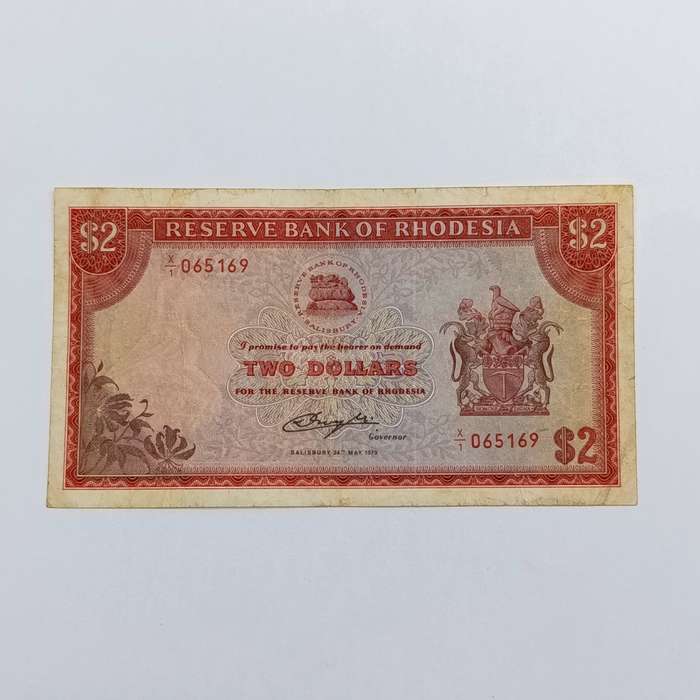 RESERVE BANK OF RHODESIA
$2
$2
X/1 065169
RESERVE BANK OF RHODESIA
SALISBURY
I promise to pay the bearer on demand
TWO DOLLARS
FOR THE RESERVE BANK OF RHODESIA
Governor
SALISBURY 24TH MAY 1979
X/1 065169
$2